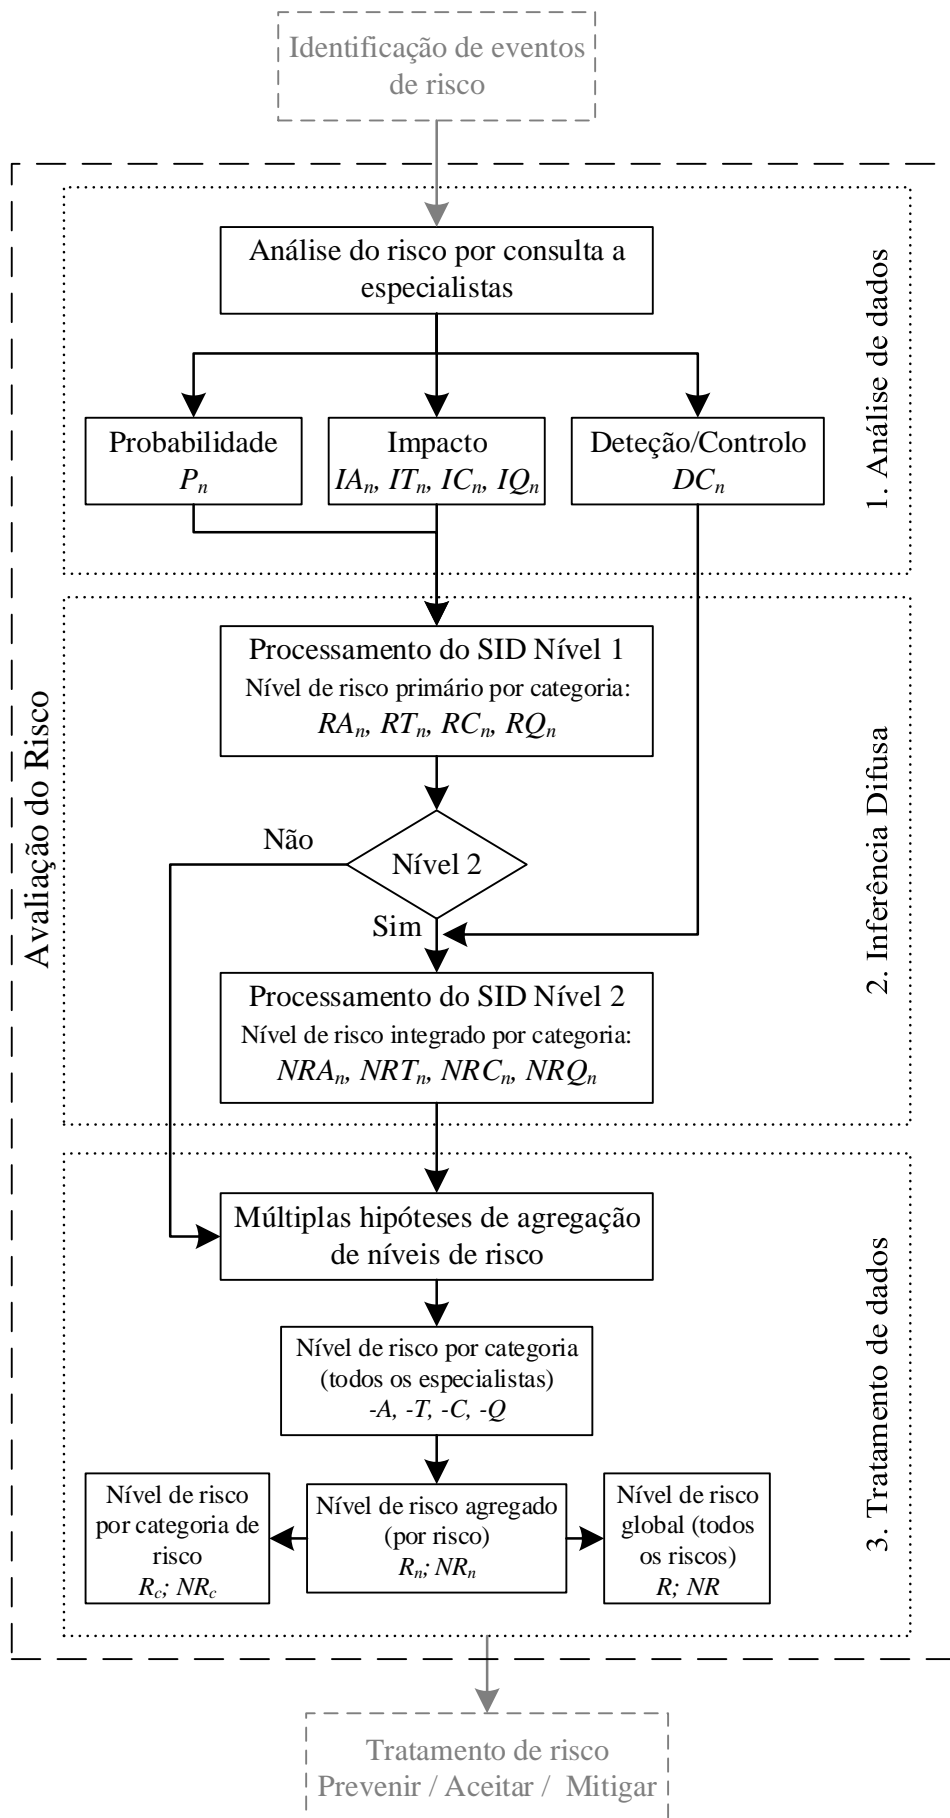 Identificação de eventos
de risco
Avaliação do Risco
1. Análise de dados
Análise do risco por consulta a
especialistas
Probabilidade
Pn
Impacto
IAn, ITn, ICn, IQn
Deteção/Controlo
DCn
2. Inferência Difusa
Processamento do SID Nível 1
Nível de risco primário por categoria:
RAn, RTn, RCn, RQn
Não
Nível 2
Sim
Processamento do SID Nível 2
Nível de risco integrado por categoria:
NRAn, NRTn, NRCn, NRQn
3. Tratamento de dados
Múltiplas hipóteses de agregação
de níveis de risco
Nível de risco por categoria
(todos os especialistas)
-A, -T, -C, -Q
Nível de risco
por categoria de
risco
Rc; NRc
Nível de risco agregado
(por risco)
Rn; NRn
Nível de risco
global (todos
os riscos)
R; NR
Tratamento de risco
Prevenir / Aceitar / Mitigar